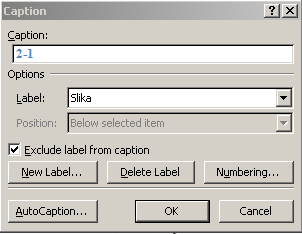 Caption
Caption:
2-1
Options
Label: Slika
Position: Below selected item
Exclude label from caption
New Label... Delete Label Numbering...
AutoCaption... OK Cancel